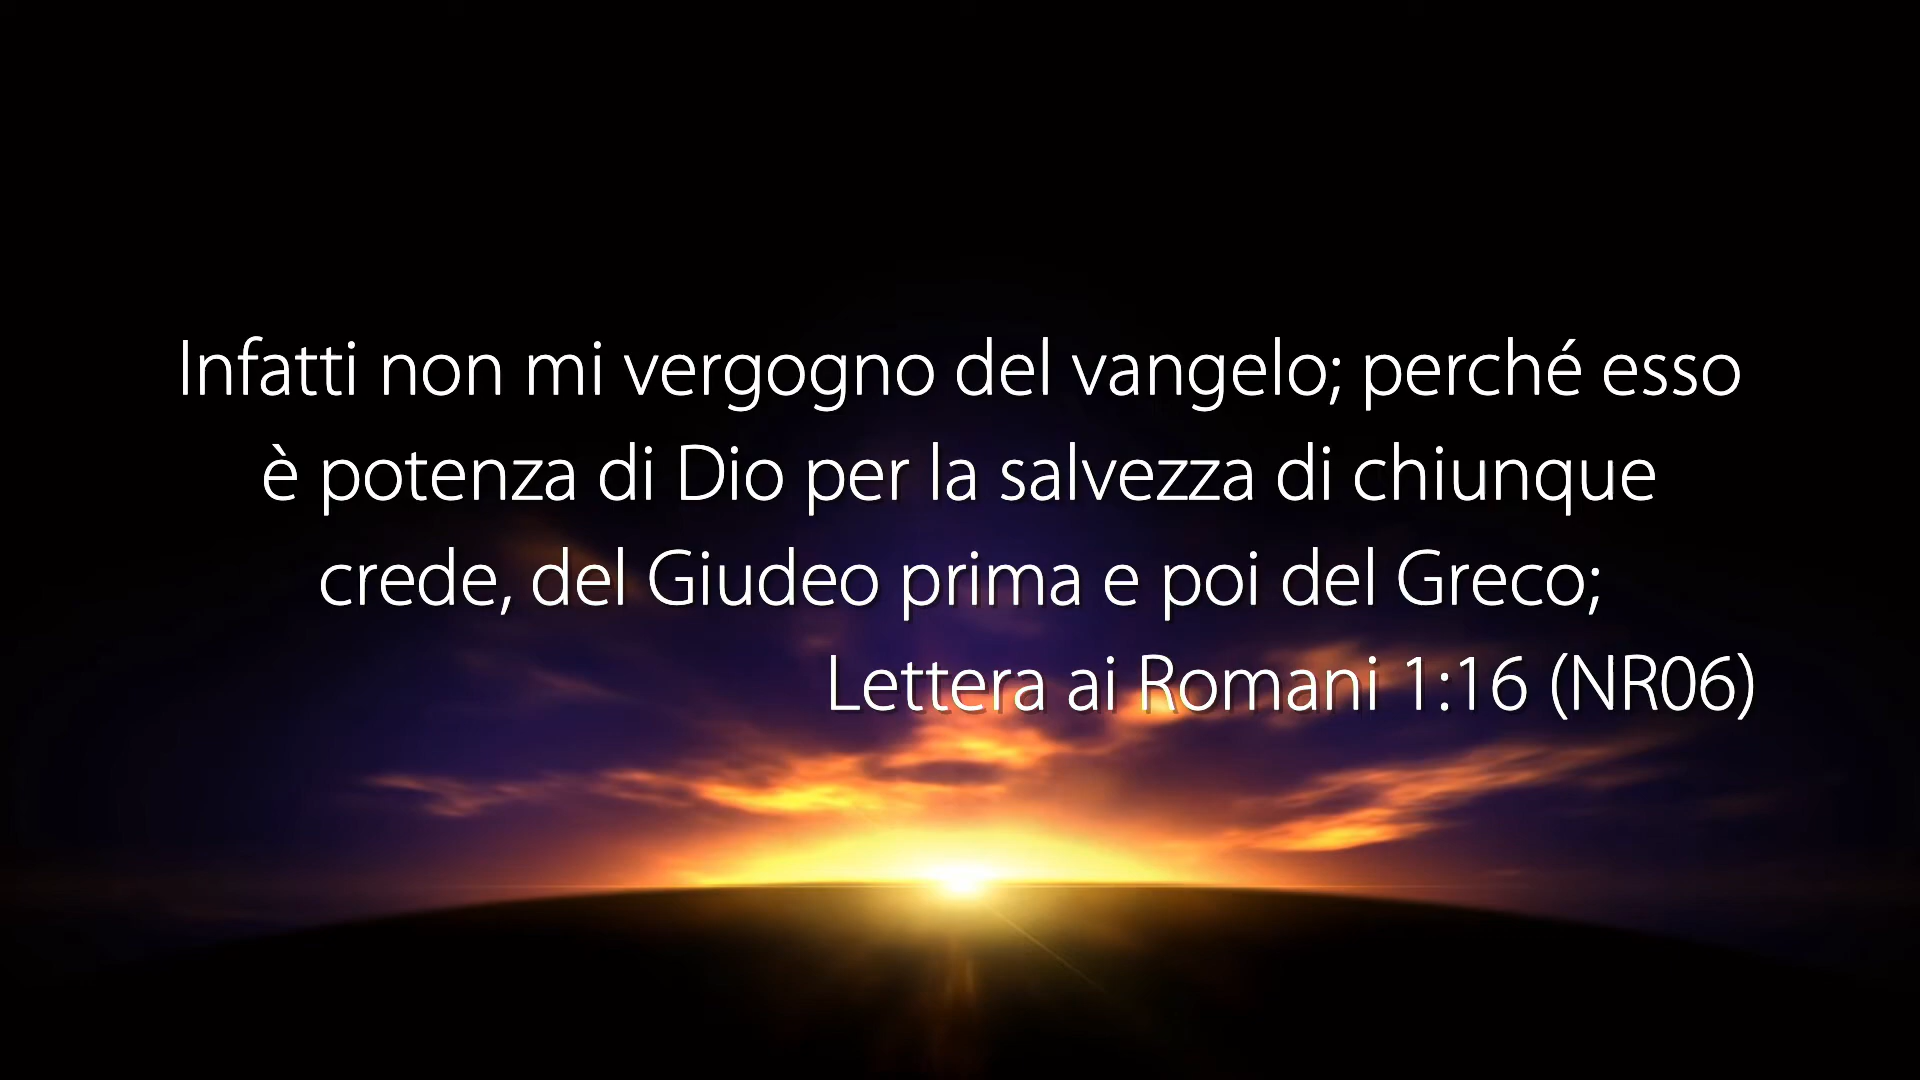 Infatti non mi vergogno del vangelo; perché esso
è potenza di Dio per la salvezza di chiunque
crede, del Giudeo prima e poi del Greco;
Lettera ai Romani 1:16 (NR06)